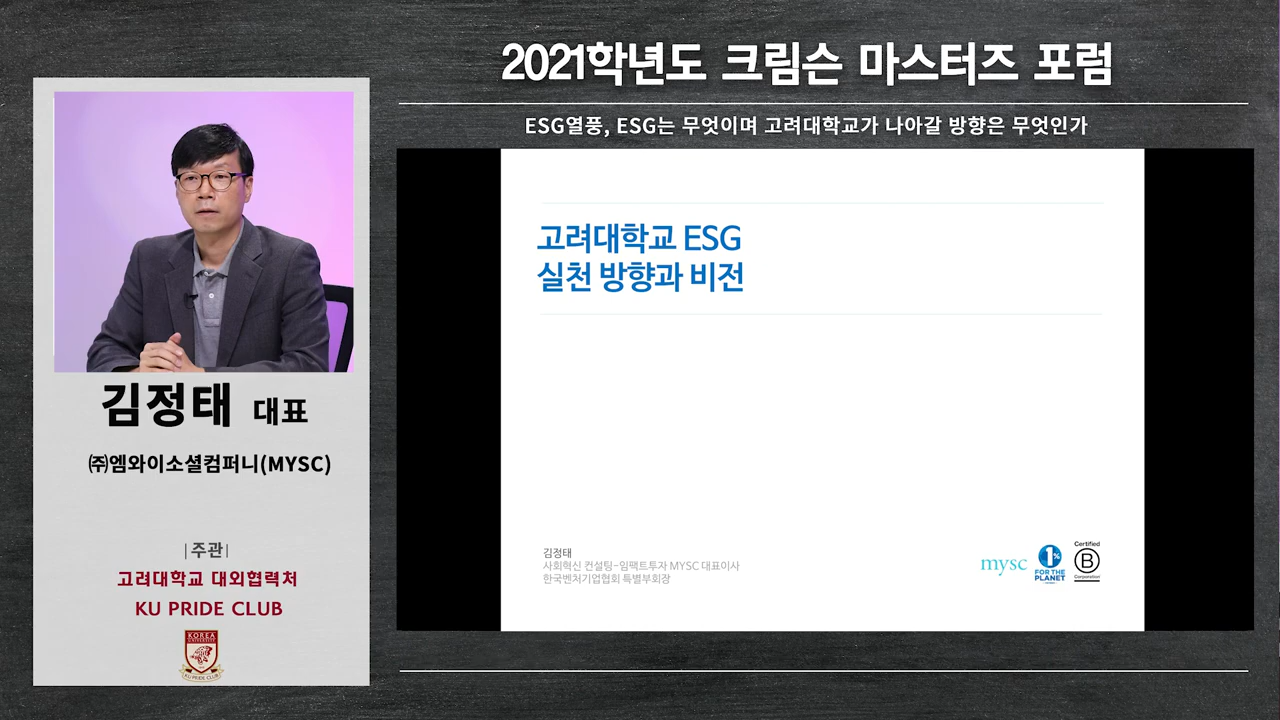 2021학년도 크림슨 마스터즈 포럼
ESG열풍, ESG는 무엇이며 고려대학교가 나아갈 방향은 무엇인가
김정태 대표
㈜엠와이소셜컴퍼니(MYSC)
|주관|
고려대학교 대외협력처
KU PRIDE CLUB
KOREA
UNIVERSITY
KU PRIDE CLUB
고려대학교 ESG
실천 방향과 비전
김정태
사회혁신 컨설팅-임팩트투자 MYSC 대표이사
한국벤처기업협회 특별부회장
mysc
1%
FOR THE
PLANET
Certified
B
Corporation